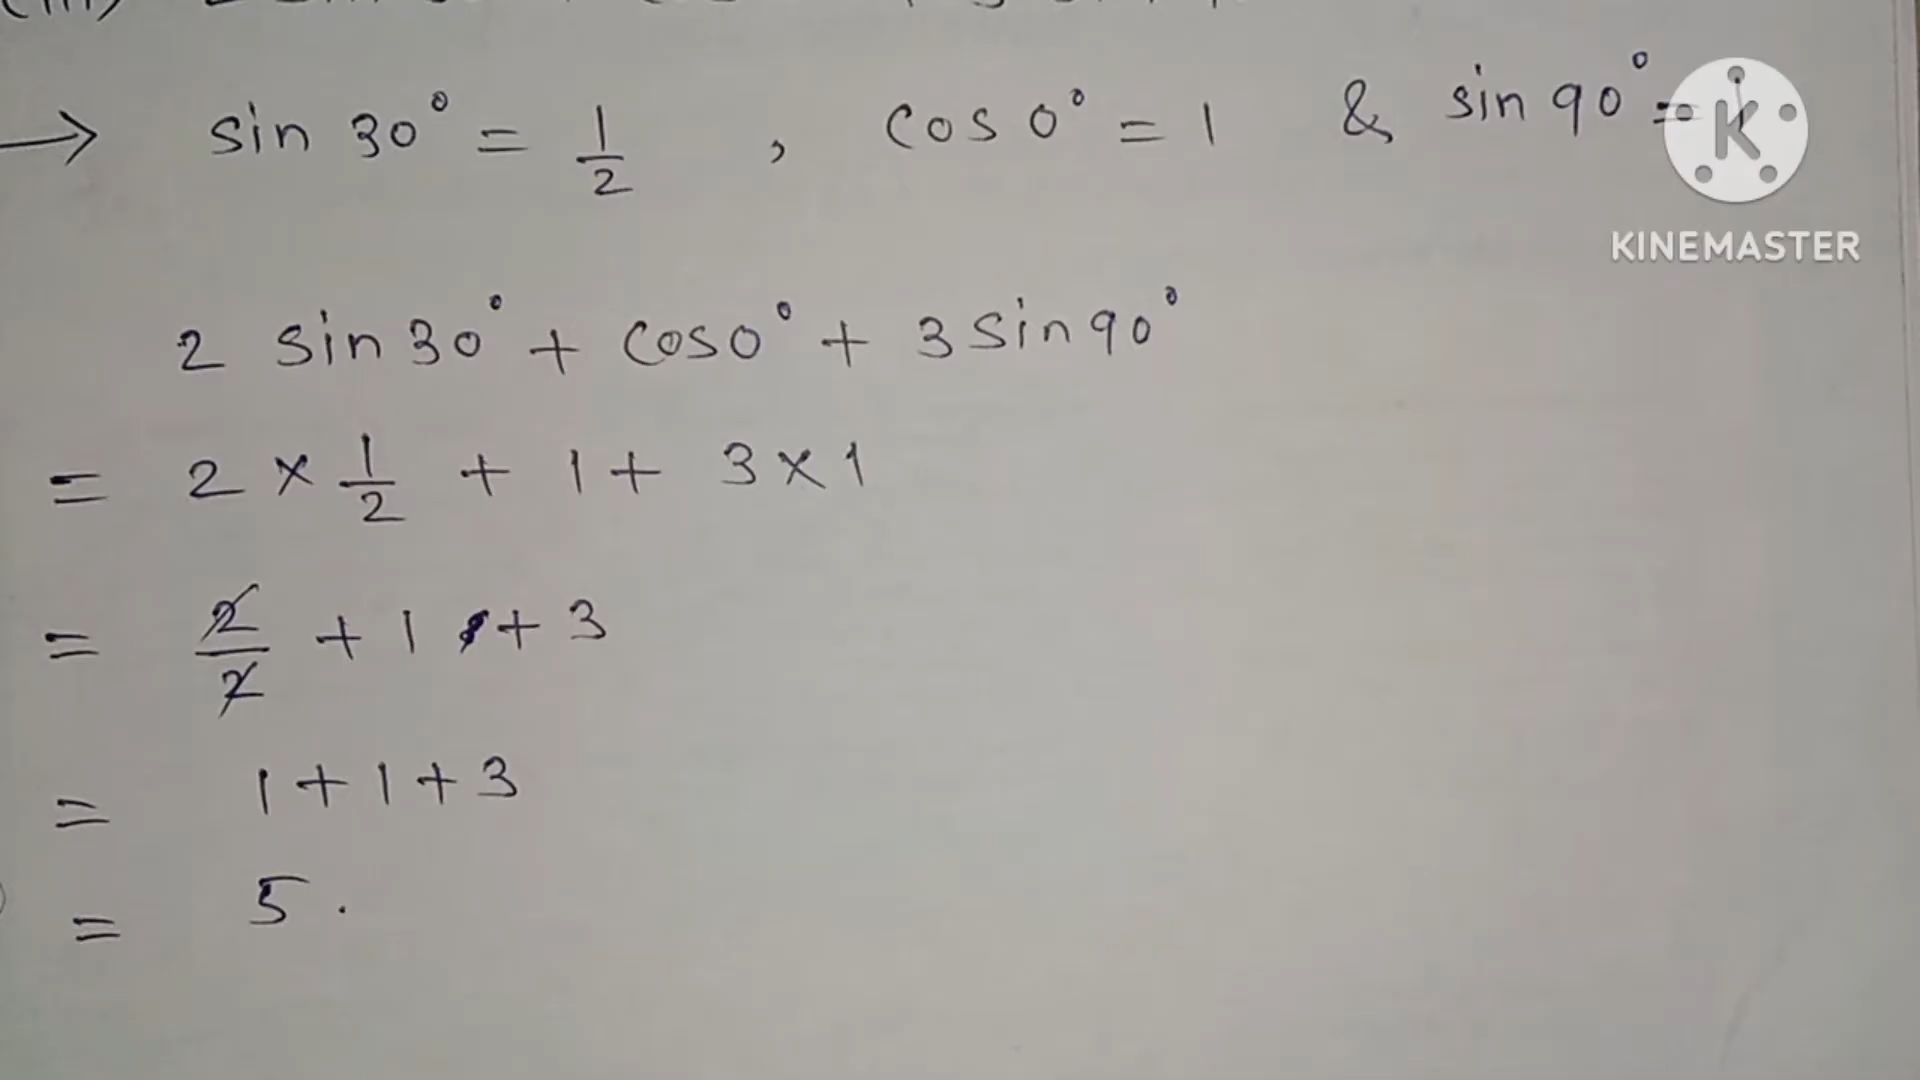 → sin 30° = 1/2 , cos 0° = 1 & sin 90° =
KINEMASTER
2 sin 30° + cos 0° + 3 sin 90°
= 2 × 1/2 + 1 + 3 × 1
= 2/2 + 1 + 3
= 1 + 1 + 3
= 5.